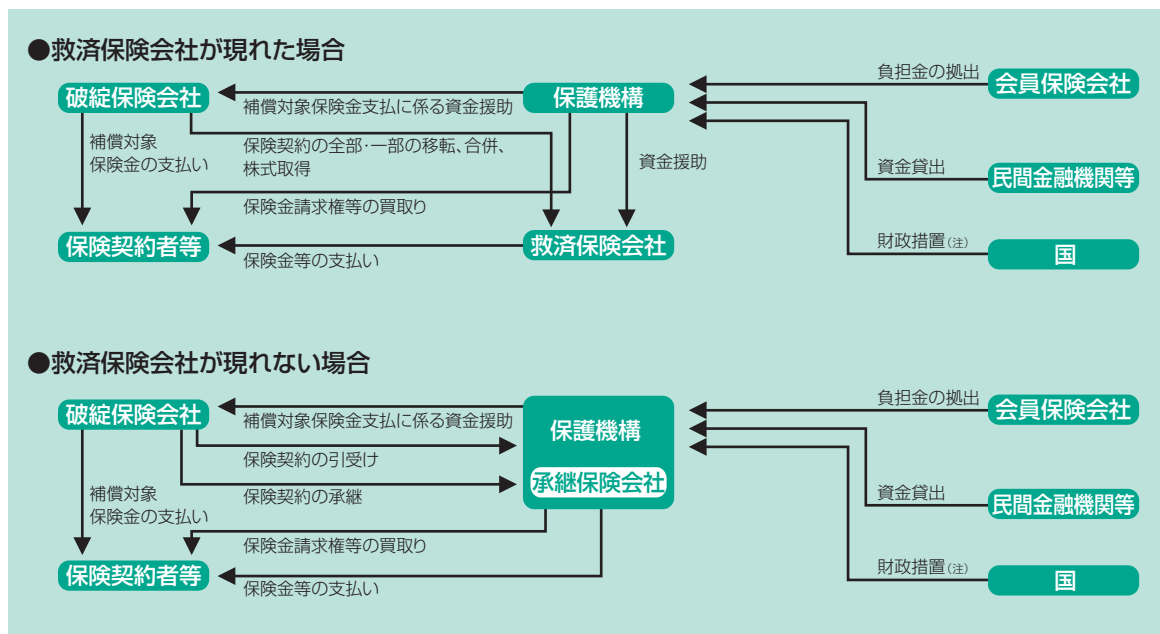 ●救済保険会社が現れた場合
破綻保険会社
補償対象保険金支払に係る資金援助
保護機構
負担金の拠出
会員保険会社
補償対象
保険金の支払い
保険契約の全部・一部の移転、合併、
株式取得
資金援助
資金貸出
民間金融機関等
保険金請求権等の買取り
保険契約者等
保険金等の支払い
救済保険会社
財政措置(注)
国
●救済保険会社が現れない場合
破綻保険会社
補償対象保険金支払に係る資金援助
保護機構
負担金の拠出
会員保険会社
保険契約の引受け
承継保険会社
補償対象
保険金の支払い
保険契約の承継
資金貸出
民間金融機関等
保険金請求権等の買取り
保険契約者等
保険金等の支払い
財政措置(注)
国